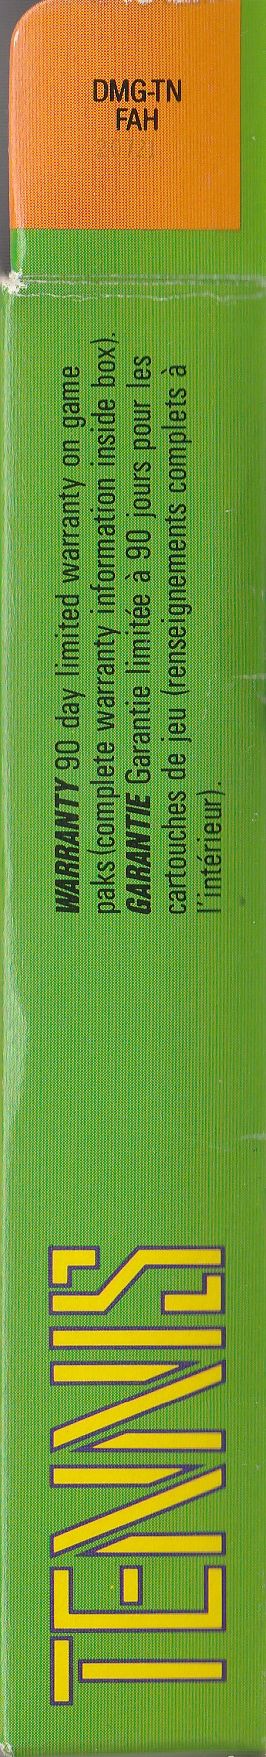 DMG-TN
FAH
WARRANTY 90 day limited warranty on game
paks (complete warranty information inside box).
GARANTIE Garantie limitée à 90 jours pour les
cartouches de jeu (renseignements complets à
l'intérieur).
TENNIS